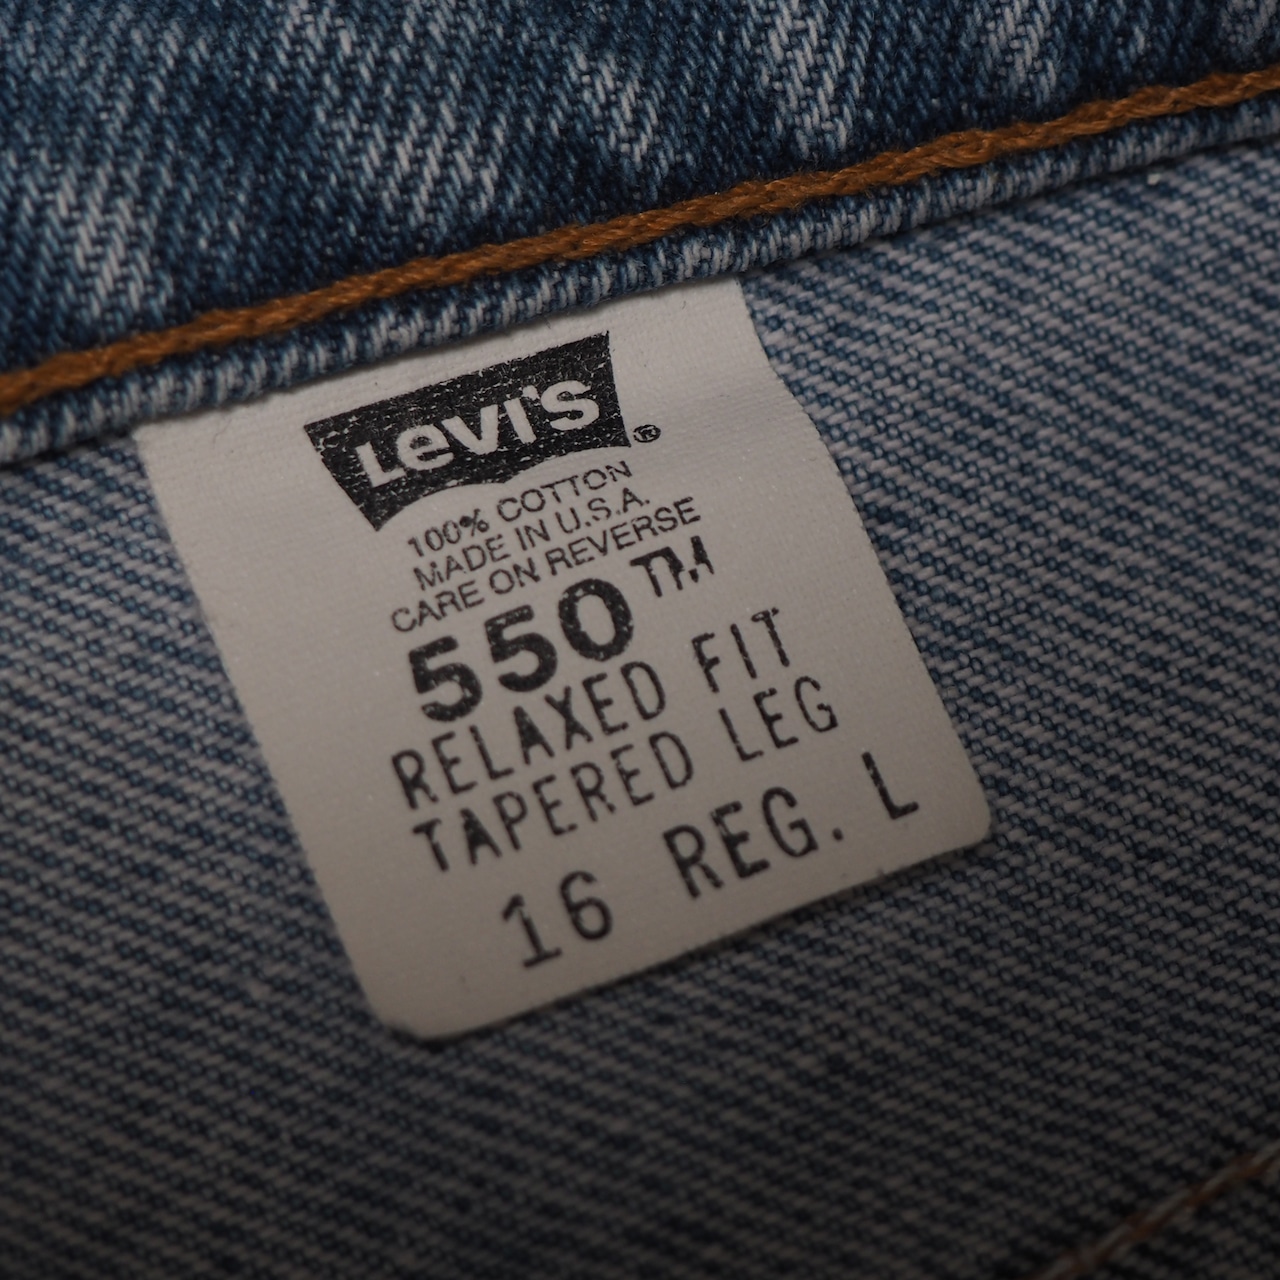 Levi's®
100% COTTON
MADE IN U.S.A.
CARE ON REVERSE
550™
RELAXED FIT
TAPERED LEG
16 REG. L